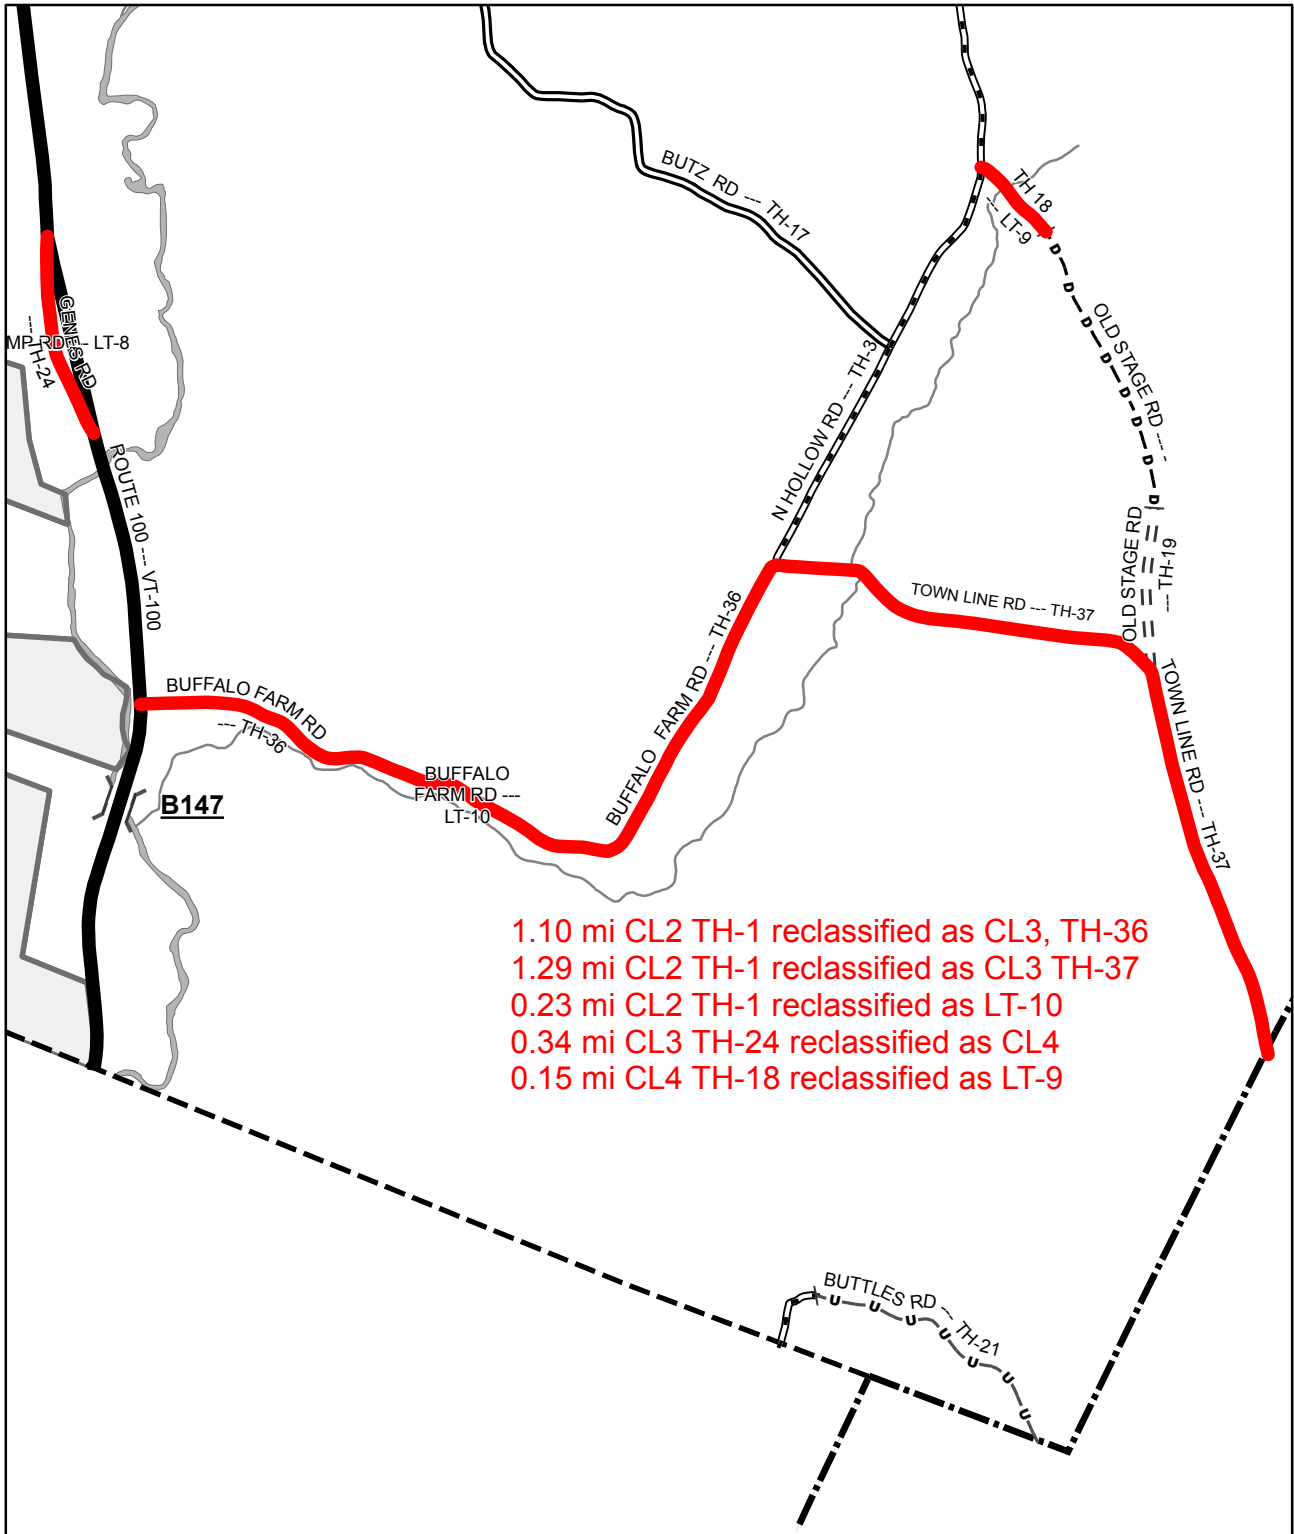 BUTZ RD --- TH-17
TH 18
--- LT-9
GENES RD
--- TH-24
MP RD --- LT-8
OLD STAGE RD ----
N HOLLOW RD --- TH-3
ROUTE 100 --- VT-100
OLD STAGE RD
--- TH-19
TOWN LINE RD --- TH-37
BUFFALO FARM RD --- TH-36
BUFFALO FARM RD
--- TH-36
TOWN LINE RD --- TH-37
BUFFALO
FARM RD ---
LT-10
B147
1.10 mi CL2 TH-1 reclassified as CL3, TH-36
1.29 mi CL2 TH-1 reclassified as CL3 TH-37
0.23 mi CL2 TH-1 reclassified as LT-10
0.34 mi CL3 TH-24 reclassified as CL4
0.15 mi CL4 TH-18 reclassified as LT-9
BUTTLES RD --- TH-21